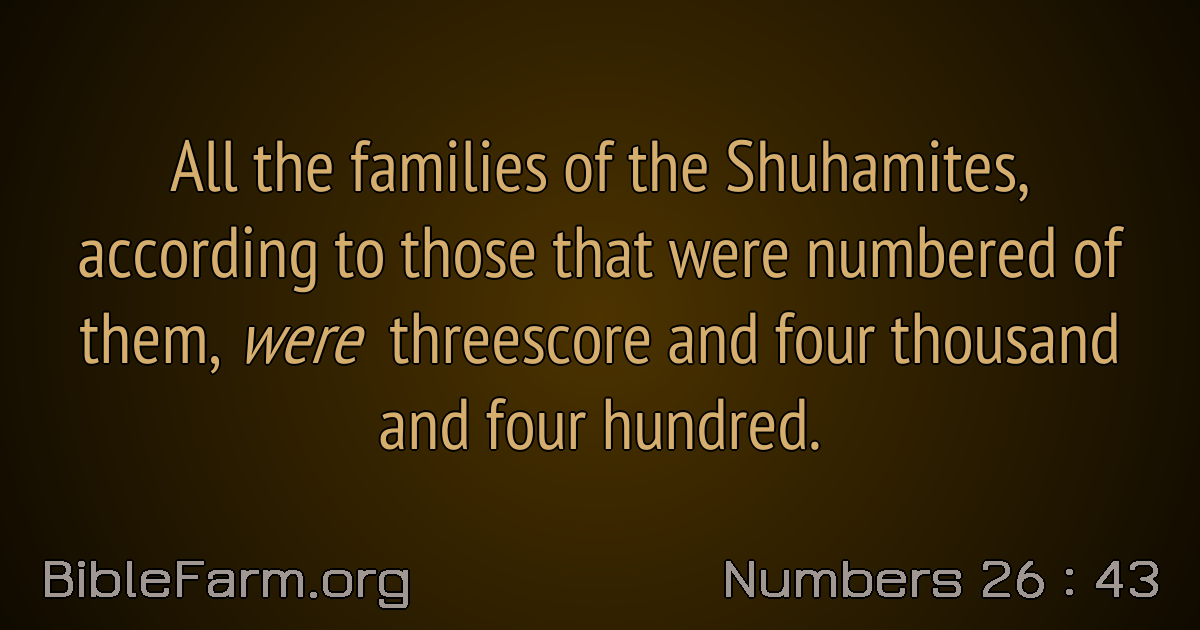 All the families of the Shuhamites,
according to those that were numbered of
them, were threescore and four thousand
and four hundred.
BibleFarm.org
Numbers 26 : 43